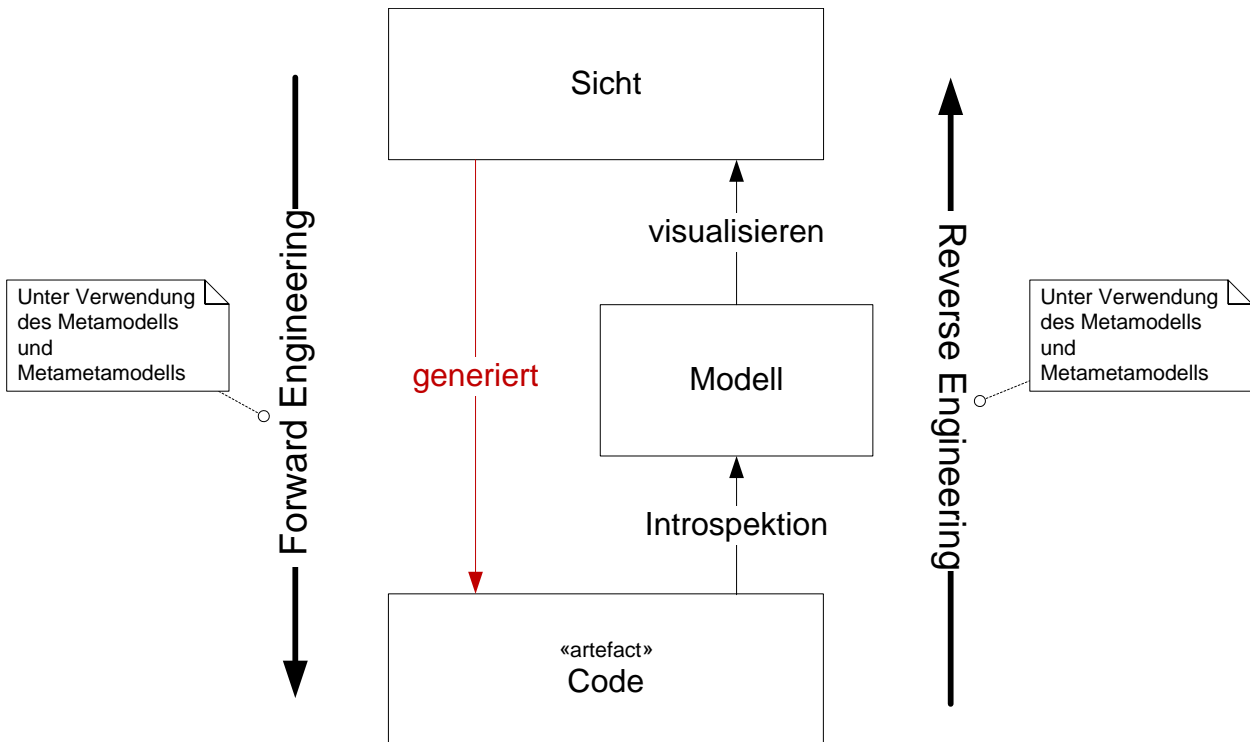 Sicht
visualisieren
Forward Engineering
Reverse Engineering
Unter Verwendung
des Metamodells
und
Metametamodells
generiert
Modell
Unter Verwendung
des Metamodells
und
Metametamodells
Introspektion
«artefact»
Code